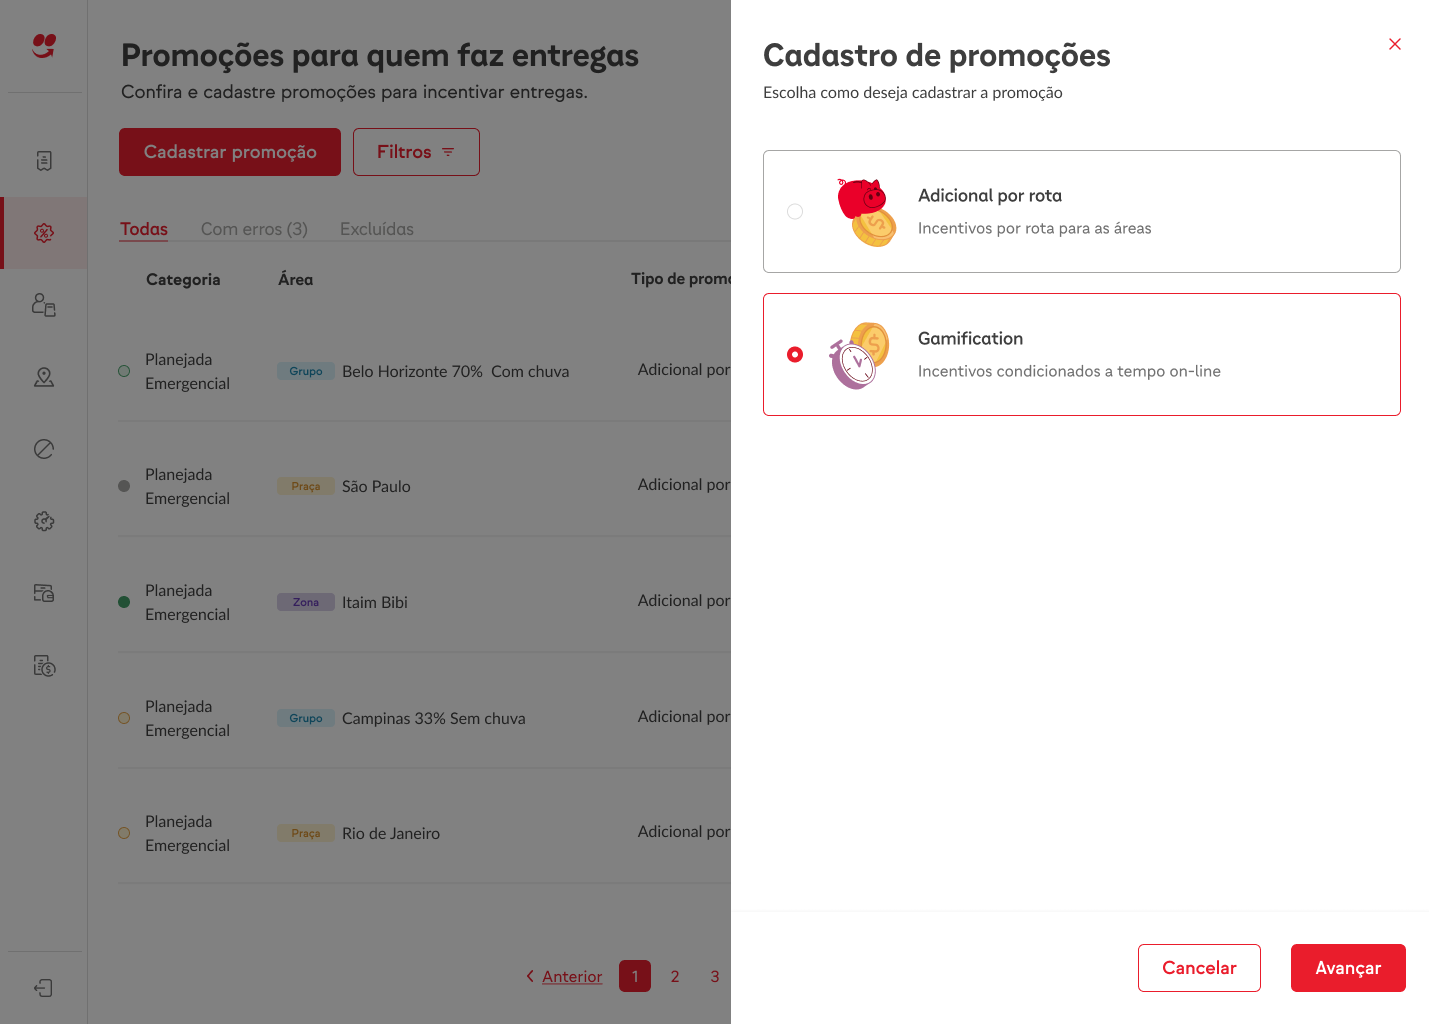 Promoções para quem faz entregas
Confira e cadastre promoções para incentivar entregas.
Cadastrar promoção
Filtros
Todas
Com erros (3)
Excluídas
Categoria
Área
Tipo de promo
Planejada
Emergencial
Grupo
Belo Horizonte 70%  Com chuva
Adicional por
Planejada
Emergencial
Praça
São Paulo
Adicional por
Planejada
Emergencial
Zona
Itaim Bibi
Adicional por
Planejada
Emergencial
Grupo
Campinas 33% Sem chuva
Adicional por
Planejada
Emergencial
Praça
Rio de Janeiro
Adicional por
Anterior
1
2
3
Cadastro de promoções
Escolha como deseja cadastrar a promoção
Adicional por rota
Incentivos por rota para as áreas
Gamification
Incentivos condicionados a tempo on-line
Cancelar
Avançar